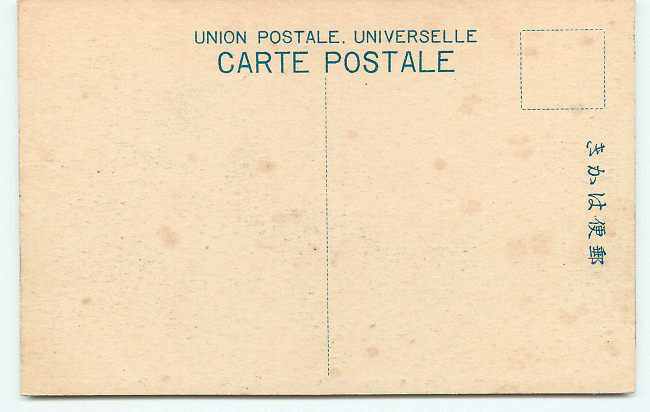 UNION POSTALE. UNIVERSELLE
CARTE POSTALE
郵便はかき